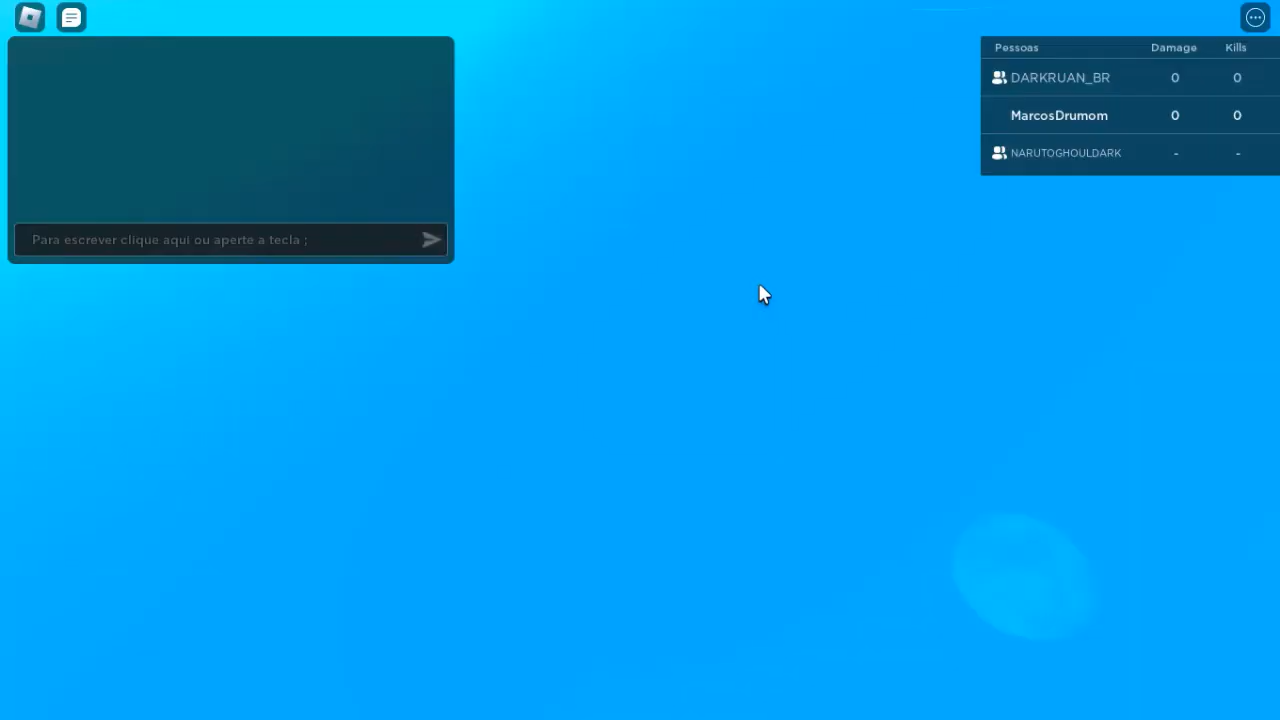 Pessoas Damage Kills
DARKRUAN_BR 0 0
MarcosDrumom 0 0
NARUTOGHOULDARK - -
Para escrever clique aqui ou aperte a tecla ;